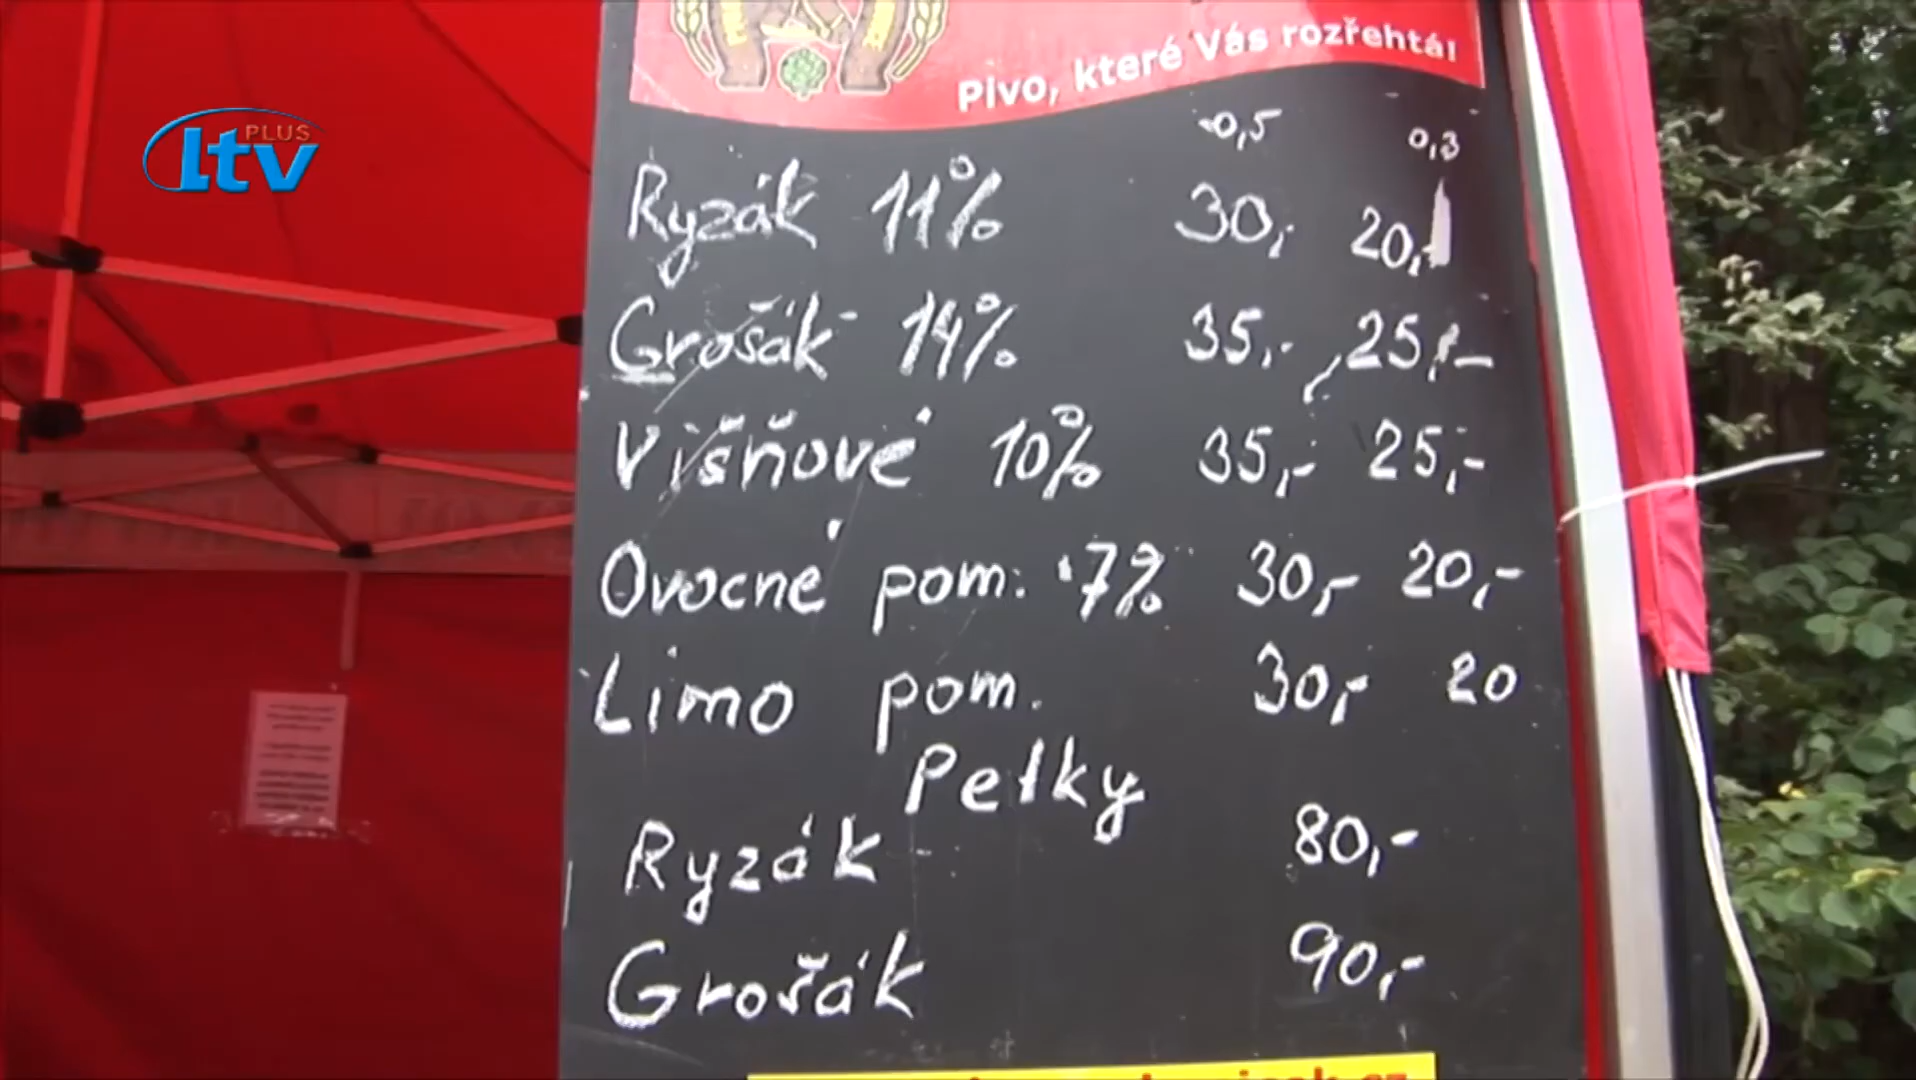 Pivo, které Vás rozřehtá!
PLUS
Ltv
0,5 0,3
Ryzák 11% 30,- 20,-
Grošák 14% 35,- 25,-
Višňové 10% 35,- 25,-
Ovocné pom. 7% 30,- 20,-
Limo pom. 30,- 20
Petky
Ryzák 80,-
Grošák 90,-